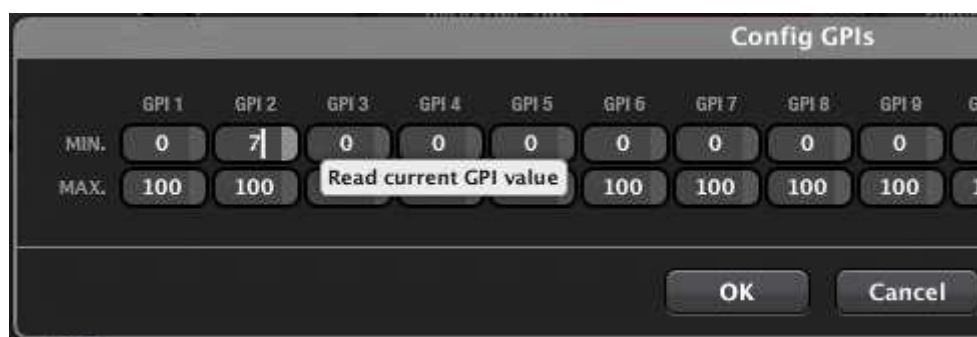 Config GPIs
GPI 1 GPI 2 GPI 3 GPI 4 GPI 5 GPI 6 GPI 7 GPI 8 GPI 9
MIN. 0 7 0 0 0 0 0 0 0
Read current GPI value
MAX. 100 100 100 100 100 100
OK Cancel